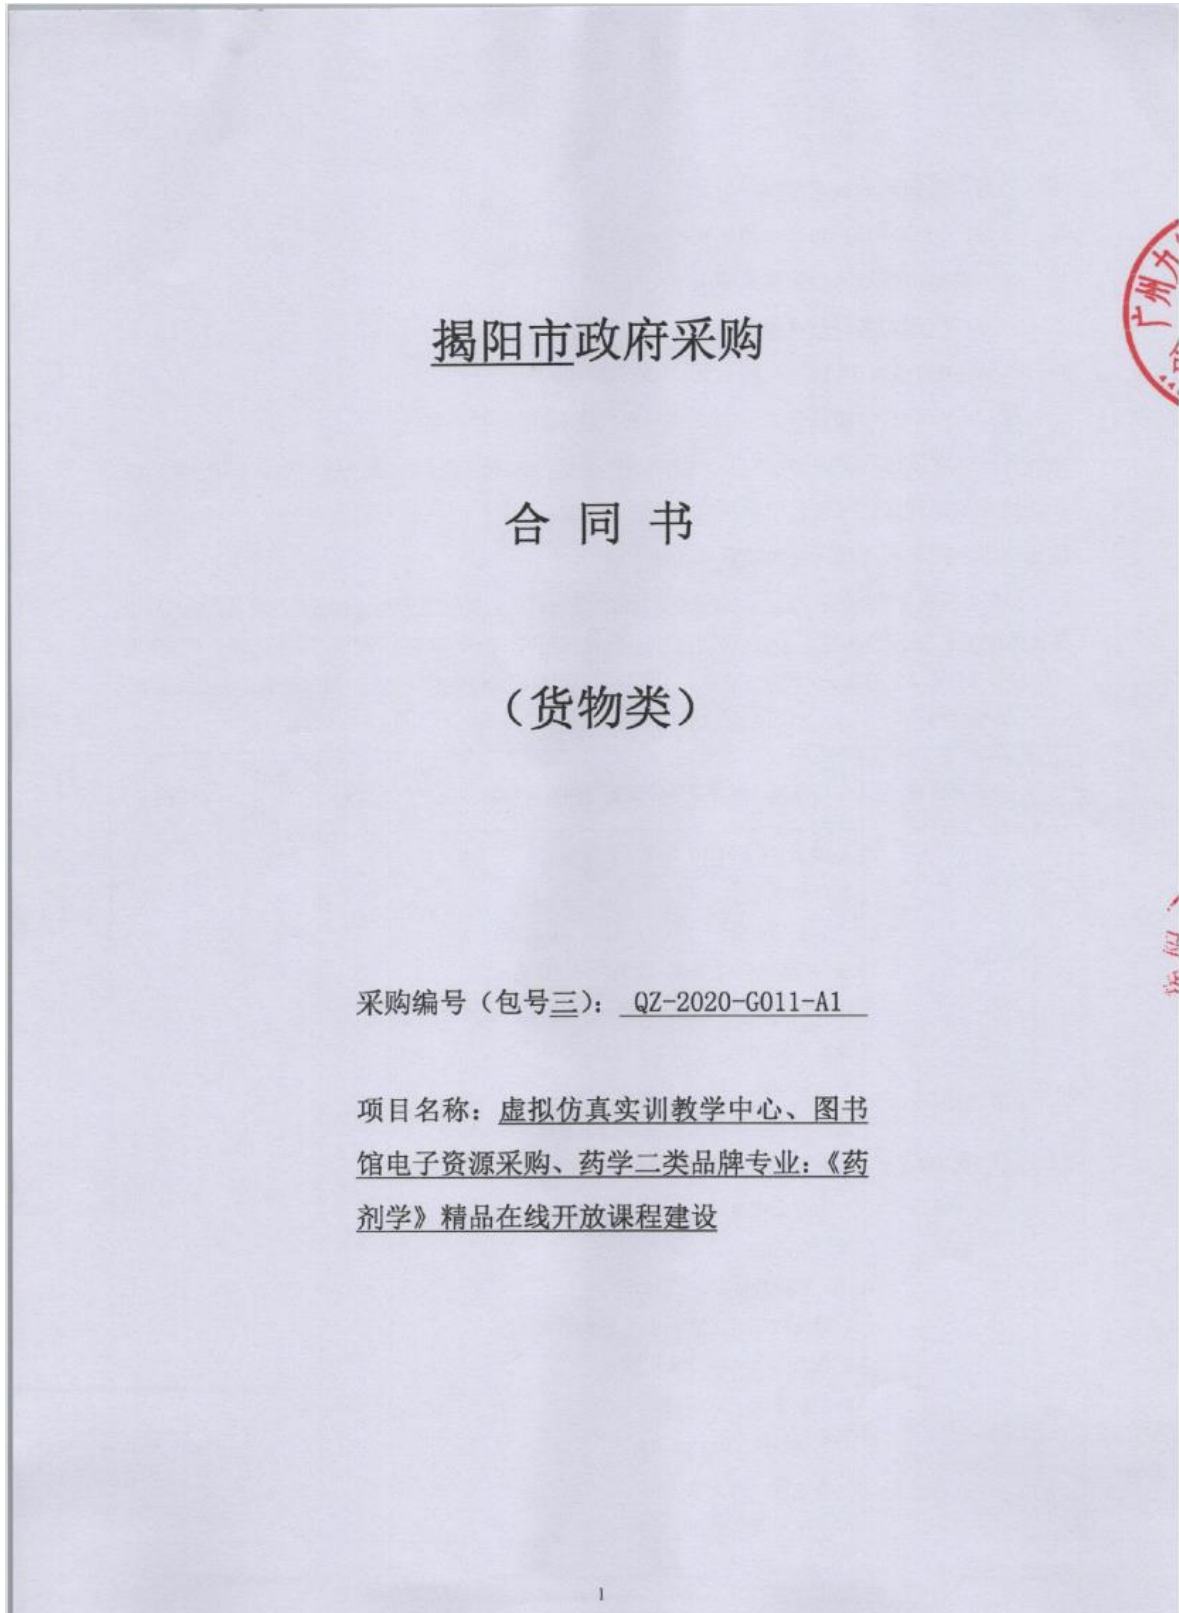 揭阳市政府采购
广州
合同书
（货物类）
采购编号（包号三）： QZ-2020-G011-A1
项目名称：虚拟仿真实训教学中心、图书
馆电子资源采购、药学二类品牌专业：《药
剂学》精品在线开放课程建设
1